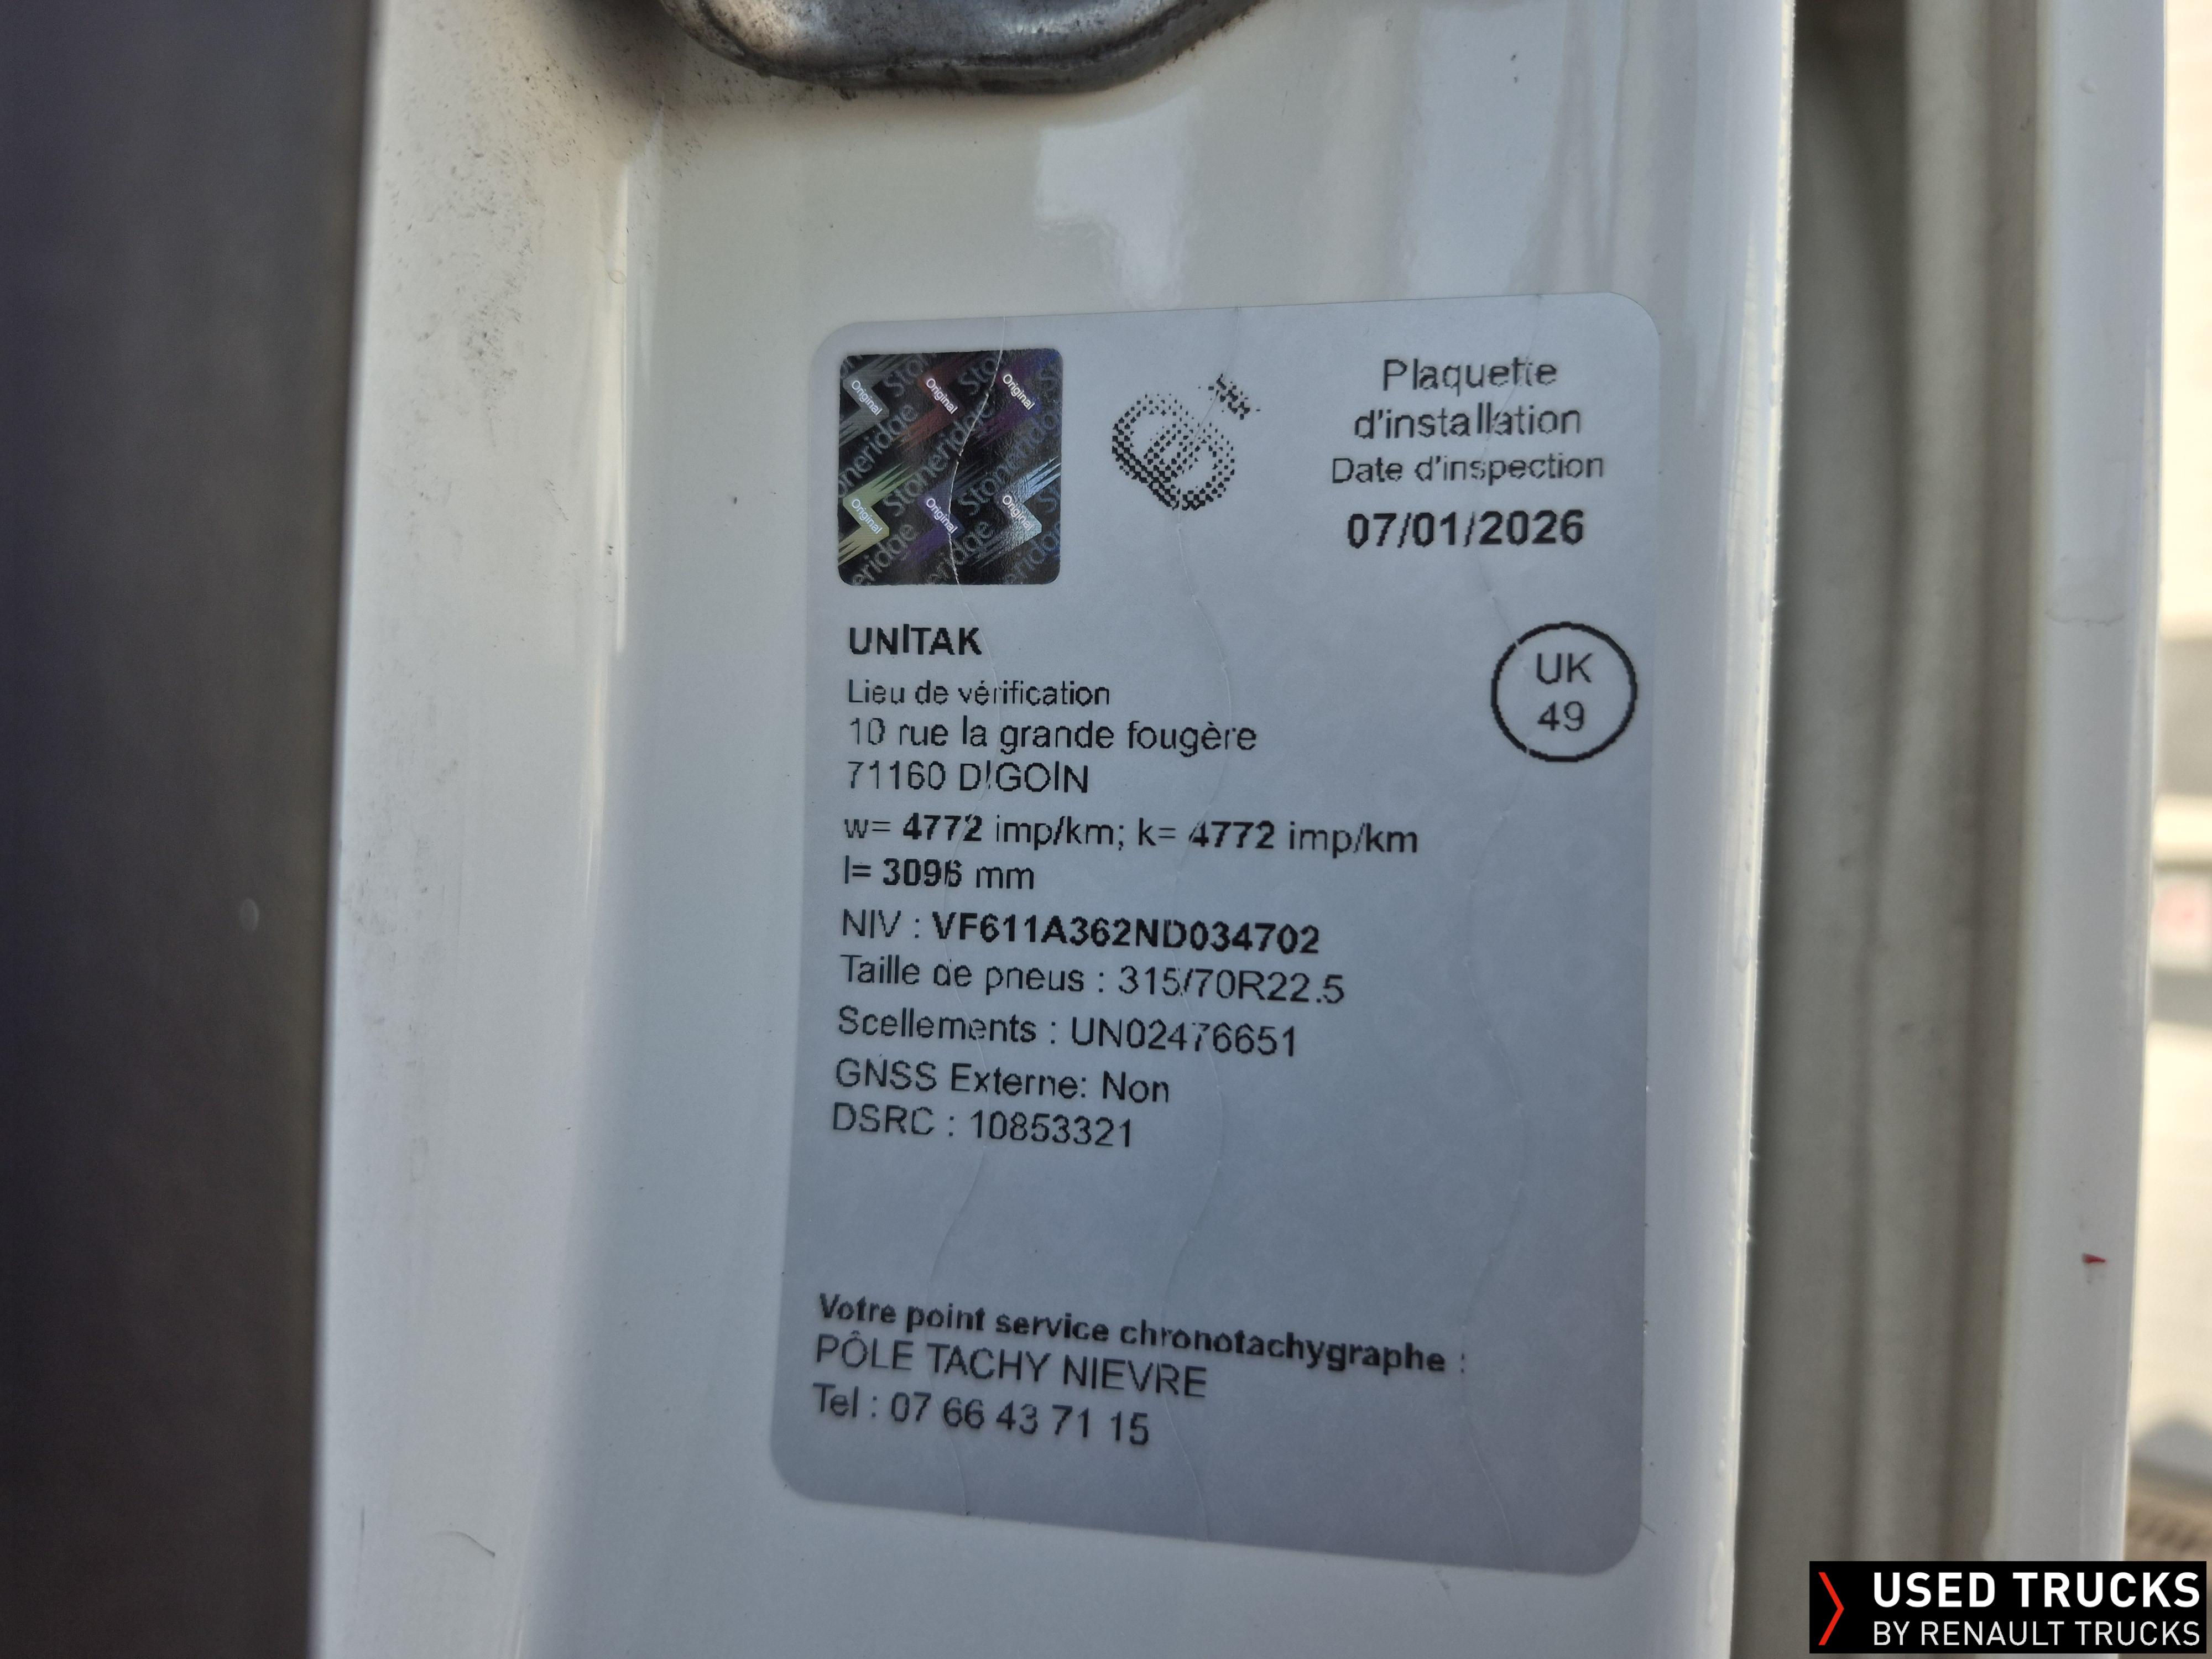 Plaquette
d'installation
Date d'inspection
07/01/2026
UNITAK
UK
49
Lieu de vérification
10 rue la grande fougère
71160 DIGOIN
w= 4772 imp/km; k= 4772 imp/km
l= 3096 mm
NIV : VF611A362ND034702
Taille de pneus : 315/70R22.5
Scellements : UN02476651
GNSS Externe: Non
DSRC : 10853321
Votre point service chronotachygraphe :
PÔLE TACHY NIEVRE
Tel : 07 66 43 71 15
Original Original Original
Stoneridge Stoneridge Stoneridge
Original Original Original
USED TRUCKS
BY RENAULT TRUCKS